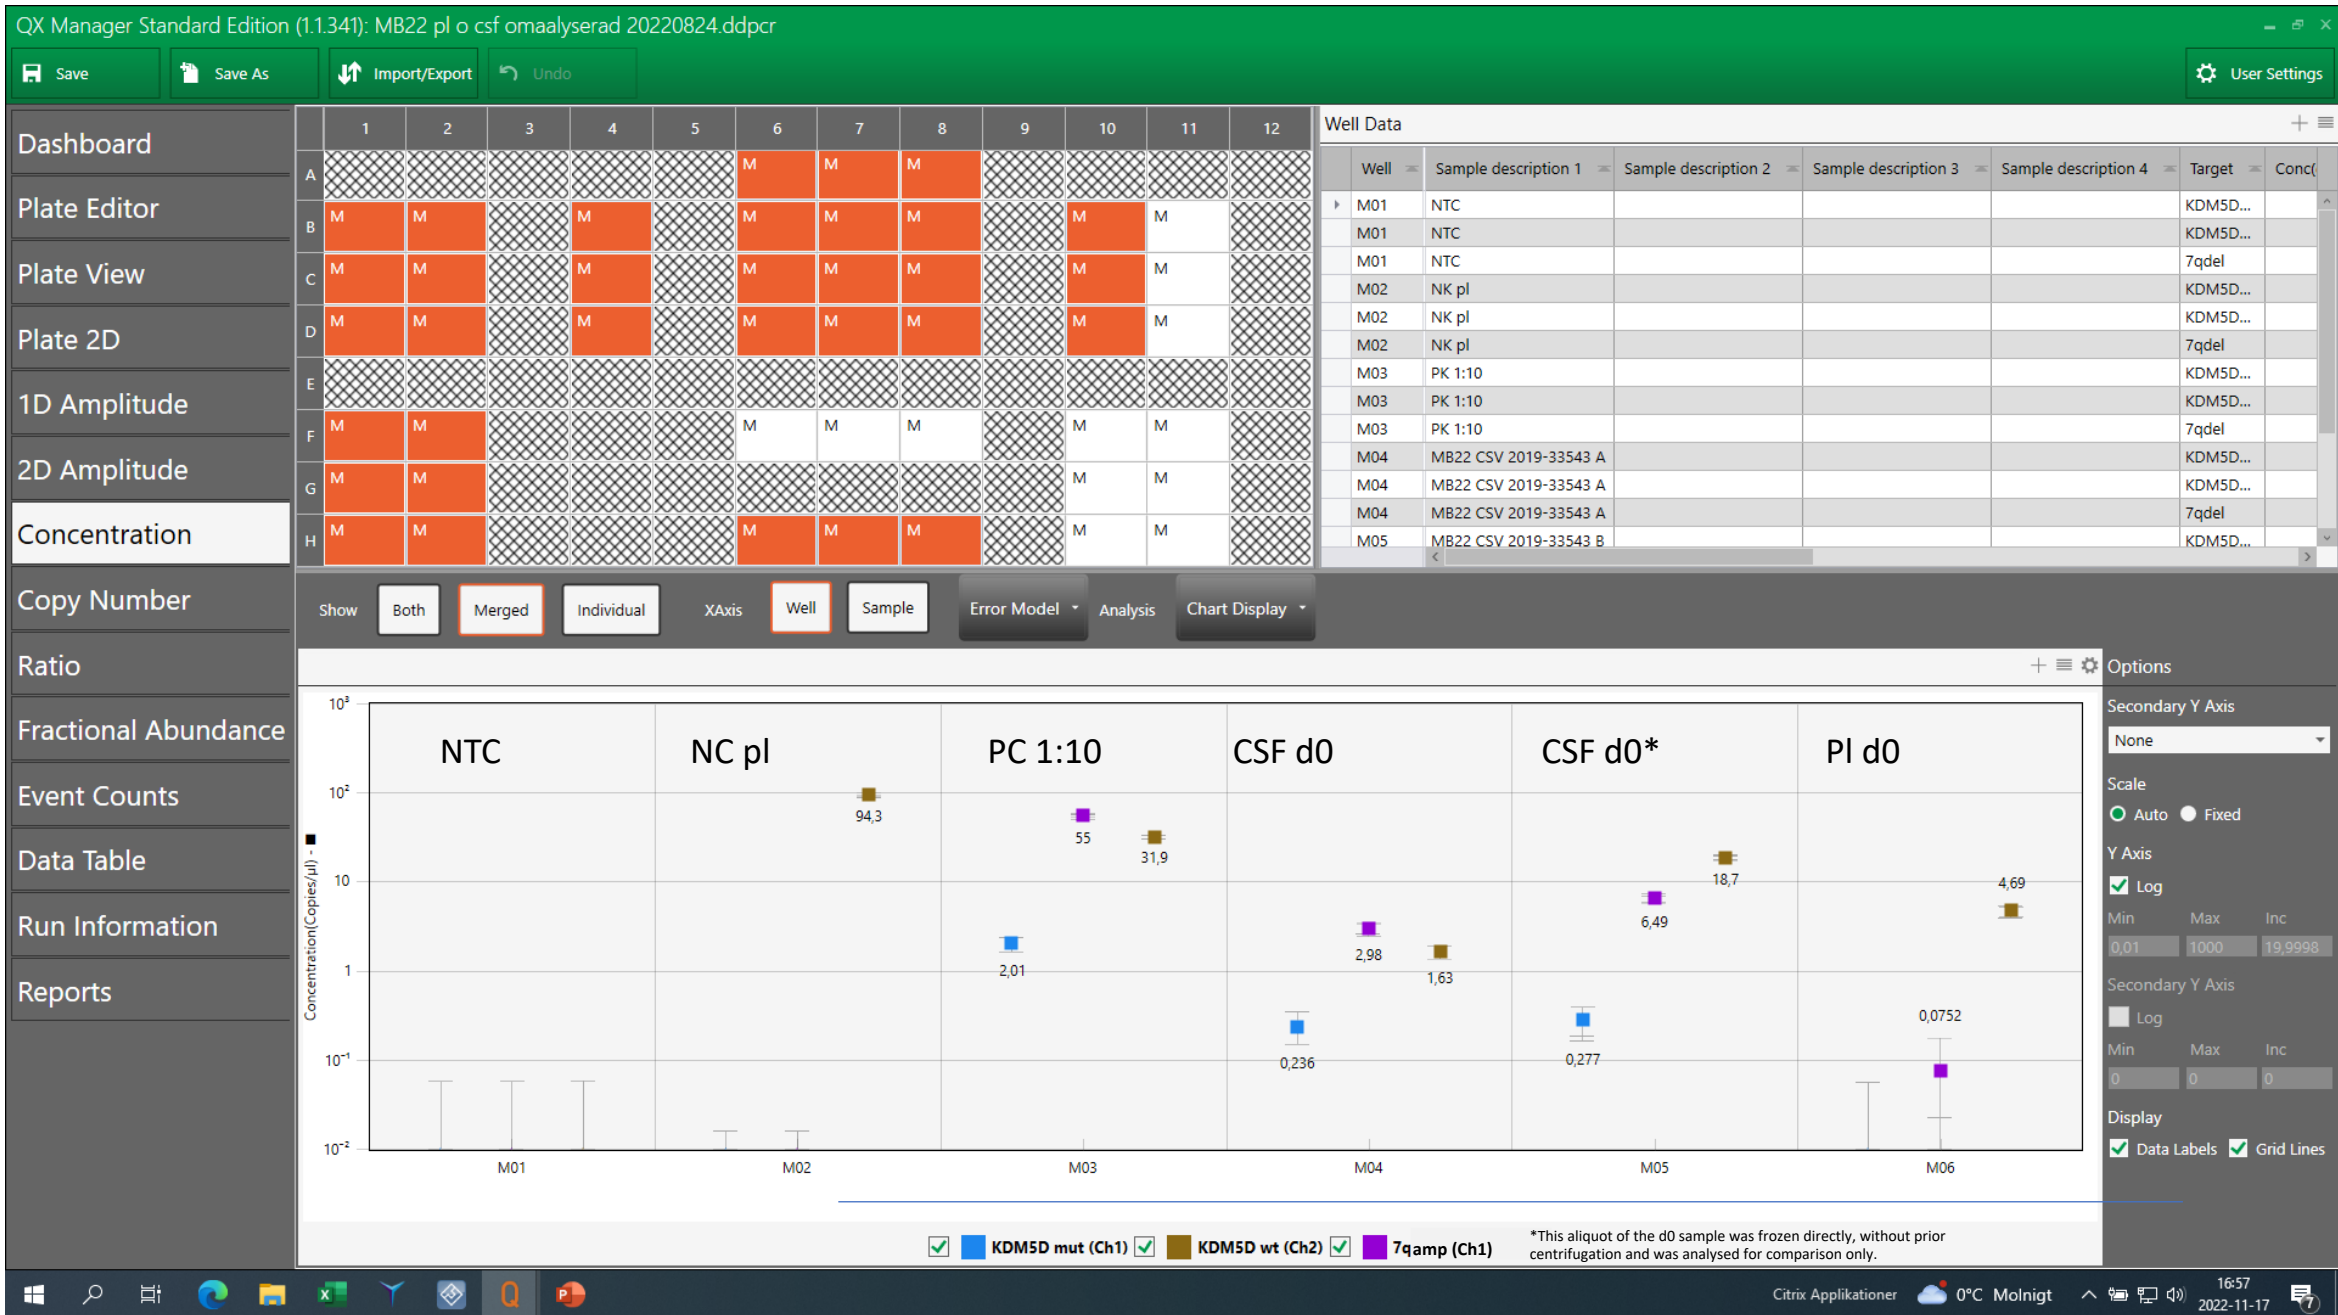 QX Manager Standard Edition (1.1.341): MB22 pl o csf omaalyserad 20220824.ddpcr
Save
Save As
Import/Export
Undo
User Settings
Dashboard
Plate Editor
Plate View
Plate 2D
1D Amplitude
2D Amplitude
Concentration
Copy Number
Ratio
Fractional Abundance
Event Counts
Data Table
Run Information
Reports
1 2 3 4 5 6 7 8 9 10 11 12
A M M M
B M M M M M M M M
C M M M M M M M M
D M M M M M M M M
E
F M M M M M M M
G M M M M
H M M M M M M M
Well Data
Well Sample description 1 Sample description 2 Sample description 3 Sample description 4 Target Conc(
M01 NTC KDM5D...
M01 NTC KDM5D...
M01 NTC 7qdel
M02 NK pl KDM5D...
M02 NK pl KDM5D...
M02 NK pl 7qdel
M03 PK 1:10 KDM5D...
M03 PK 1:10 KDM5D...
M03 PK 1:10 7qdel
M04 MB22 CSV 2019-33543 A KDM5D...
M04 MB22 CSV 2019-33543 A KDM5D...
M04 MB22 CSV 2019-33543 A 7qdel
M05 MB22 CSV 2019-33543 B KDM5D...
Show Both Merged Individual XAxis Well Sample Error Model Analysis Chart Display
Options
Secondary Y Axis
None
Scale
Auto Fixed
Y Axis
Log
Min Max Inc
0,01 1000 19,9998
Secondary Y Axis
Log
Min Max Inc
0 0 0
Display
Data Labels Grid Lines
Concentration(Copies/µl) - ■
10³
10²
10
1
10⁻¹
10⁻²
NTC NC pl PC 1:10 CSF d0 CSF d0* Pl d0
94,3
2,01
55
31,9
0,236
2,98
1,63
0,277
6,49
18,7
0,0752
4,69
M01 M02 M03 M04 M05 M06
KDM5D mut (Ch1) KDM5D wt (Ch2) 7qamp (Ch1)
*This aliquot of the d0 sample was frozen directly, without prior
centrifugation and was analysed for comparison only.
Citrix Applikationer 0°C Molnigt
16:57
2022-11-17
7